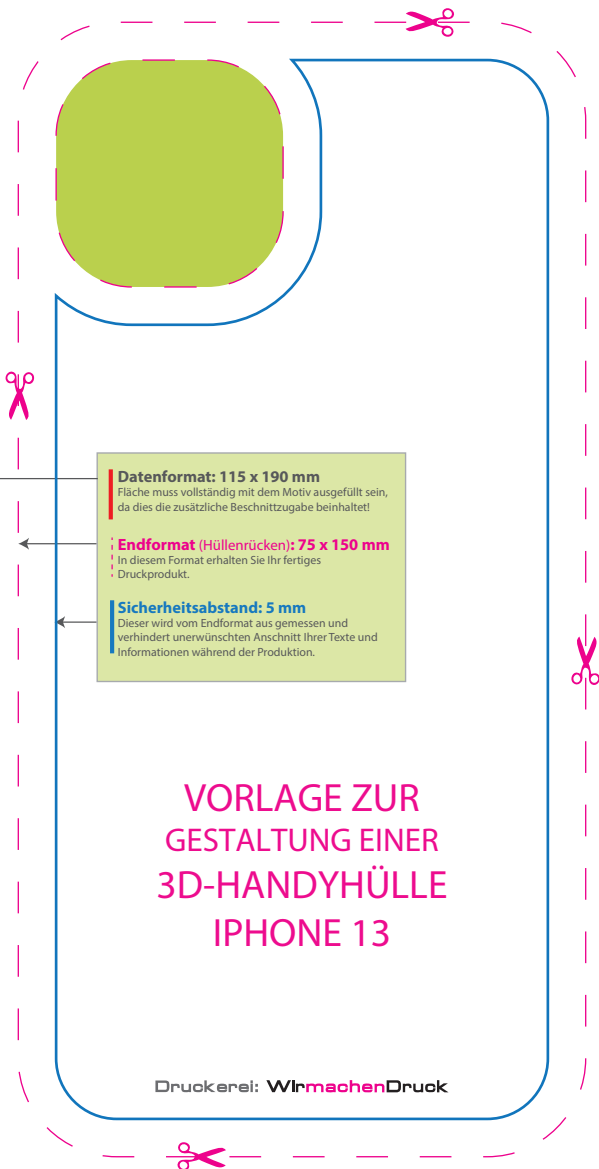 Datenformat: 115 x 190 mm
Fläche muss vollständig mit dem Motiv ausgefüllt sein,
da dies die zusätzliche Beschnittzugabe beinhaltet!
Endformat (Hüllenrücken): 75 x 150 mm
In diesem Format erhalten Sie Ihr fertiges
Druckprodukt.
Sicherheitsabstand: 5 mm
Dieser wird vom Endformat aus gemessen und
verhindert unerwünschten Anschnitt Ihrer Texte und
Informationen während der Produktion.
VORLAGE ZUR
GESTALTUNG EINER
3D-HANDYHÜLLE
IPHONE 13
Druckerei: WIrmachenDruck